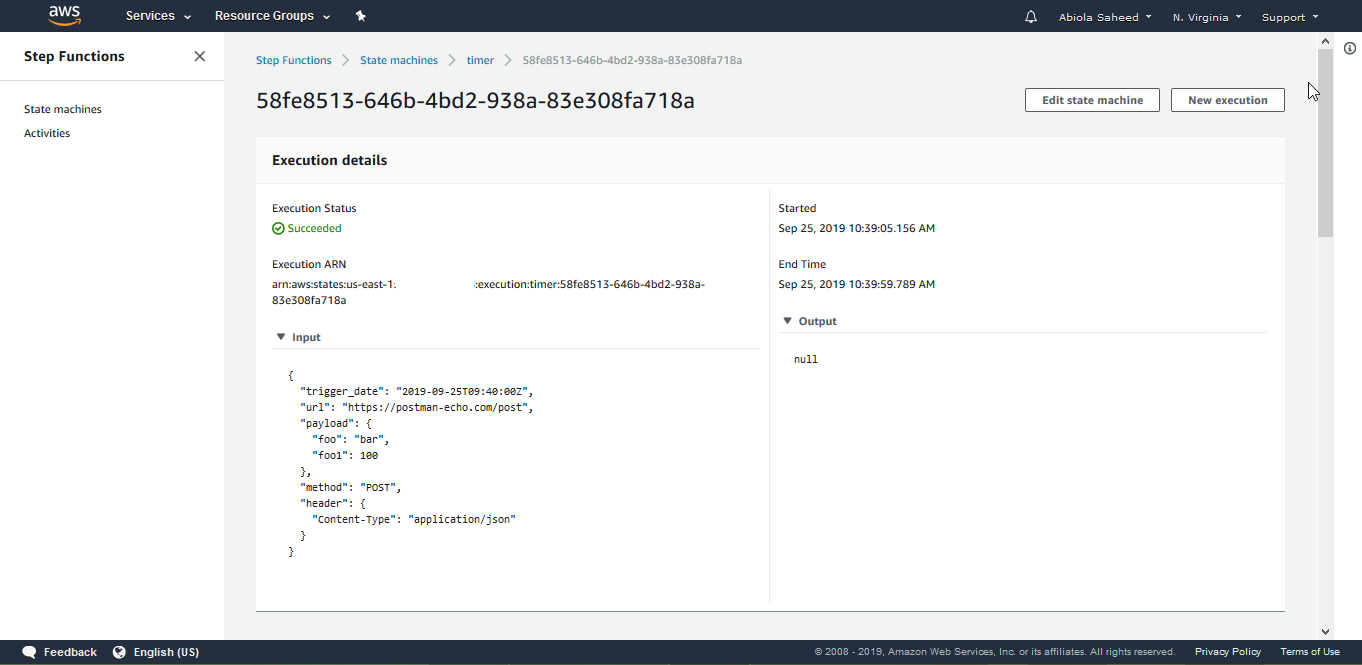 aws
Services
Resource Groups
Abiola Saheed
N. Virginia
Support
Step Functions
State machines
Activities
Step Functions
State machines
timer
58fe8513-646b-4bd2-938a-83e308fa718a
58fe8513-646b-4bd2-938a-83e308fa718a
Edit state machine
New execution
Execution details
Execution Status
Succeeded
Execution ARN
arn:aws:states:us-east-1: :execution:timer:58fe8513-646b-4bd2-938a-
83e308fa718a
Input
{
"trigger_date": "2019-09-25T09:40:00Z",
"url": "https://postman-echo.com/post",
"payload": {
"foo": "bar",
"foo1": 100
},
"method": "POST",
"header": {
"Content-Type": "application/json"
}
}
Started
Sep 25, 2019 10:39:05.156 AM
End Time
Sep 25, 2019 10:39:59.789 AM
Output
null
Feedback
English (US)
© 2008 - 2019, Amazon Web Services, Inc. or its affiliates. All rights reserved.
Privacy Policy
Terms of Use